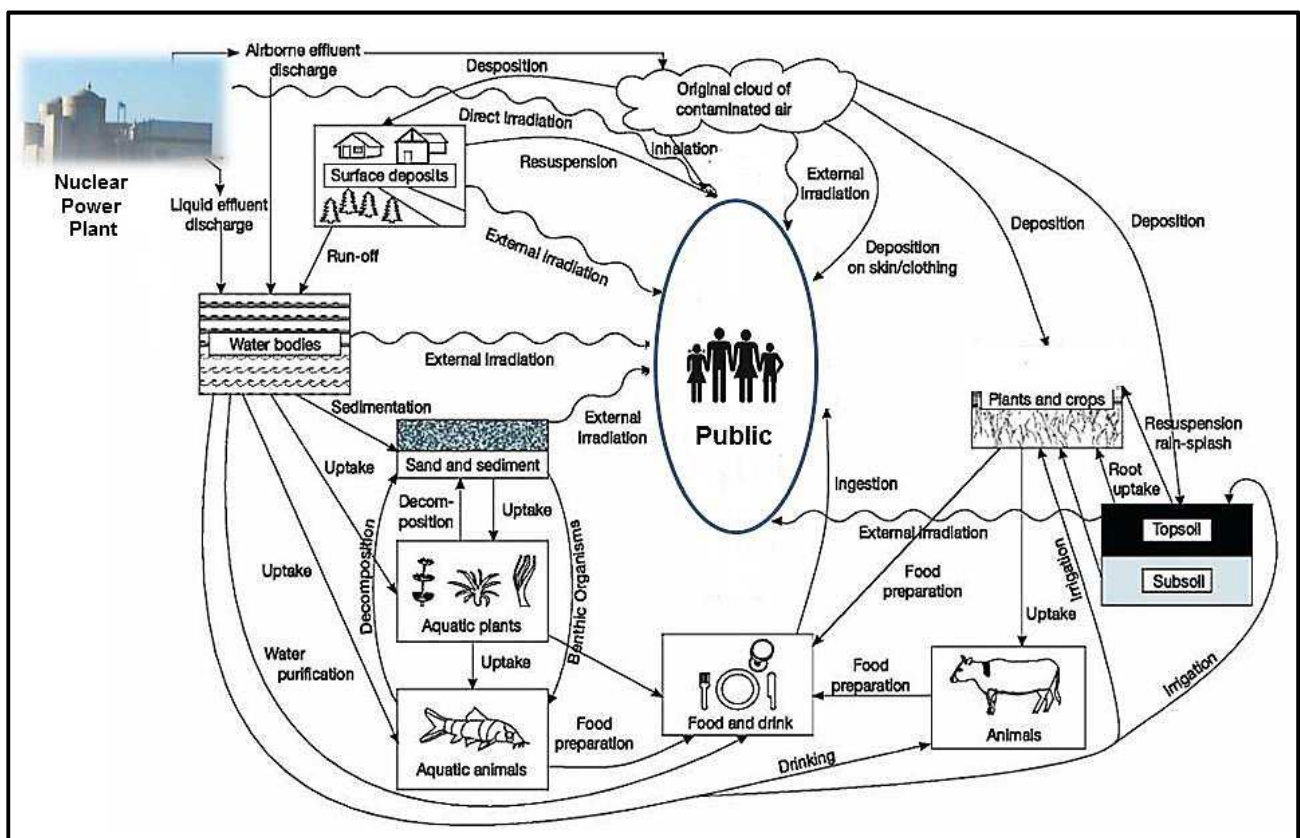 Airborne effluent
discharge
Desposition
Original cloud of
contaminated air
Direct Irradiation
Inhalation
Resuspension
External
Irradiation
Surface deposits
Nuclear
Power
Plant
Liquid effluent
discharge
Run-off
External Irradiation
Deposition
on skin/clothing
Deposition
Deposition
Water bodies
External Irradiation
Sedimentation
External
Irradiation
Public
Plants and crops
Resuspension
rain-splash
Sand and sediment
Uptake
Decom-
position
Uptake
Ingestion
Root
uptake
External irradiation
Topsoil
Subsoil
Uptake
Decomposition
Benthic Organisms
Aquatic plants
Food
preparation
Irrigation
Uptake
Uptake
Water
purification
Food
preparation
Irrigation
Food and drink
Animals
Aquatic animals
Food
preparation
Drinking